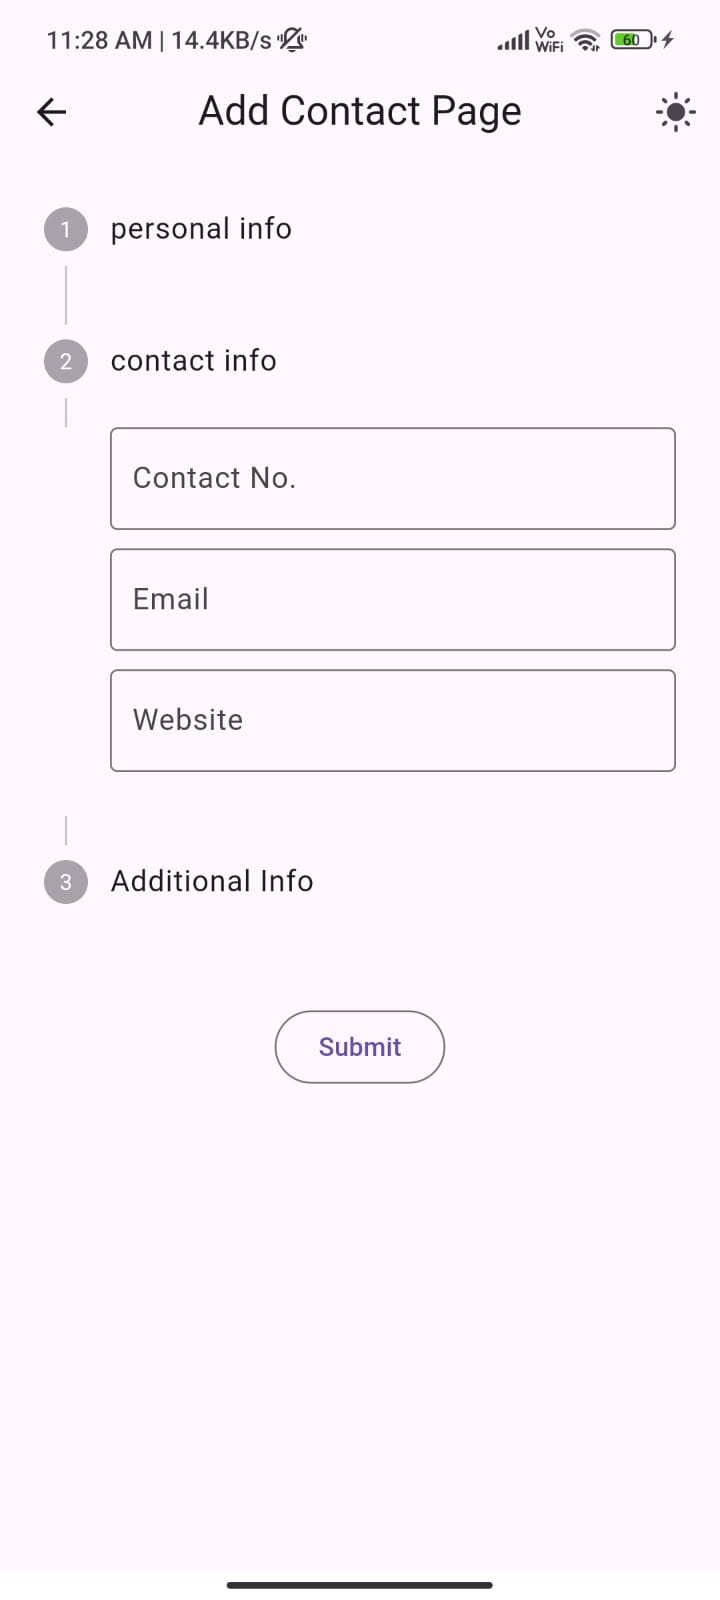 11:28 AM | 14.4KB/s Vo WiFi 60
Add Contact Page
1 personal info
2 contact info
Contact No.
Email
Website
3 Additional Info
Submit